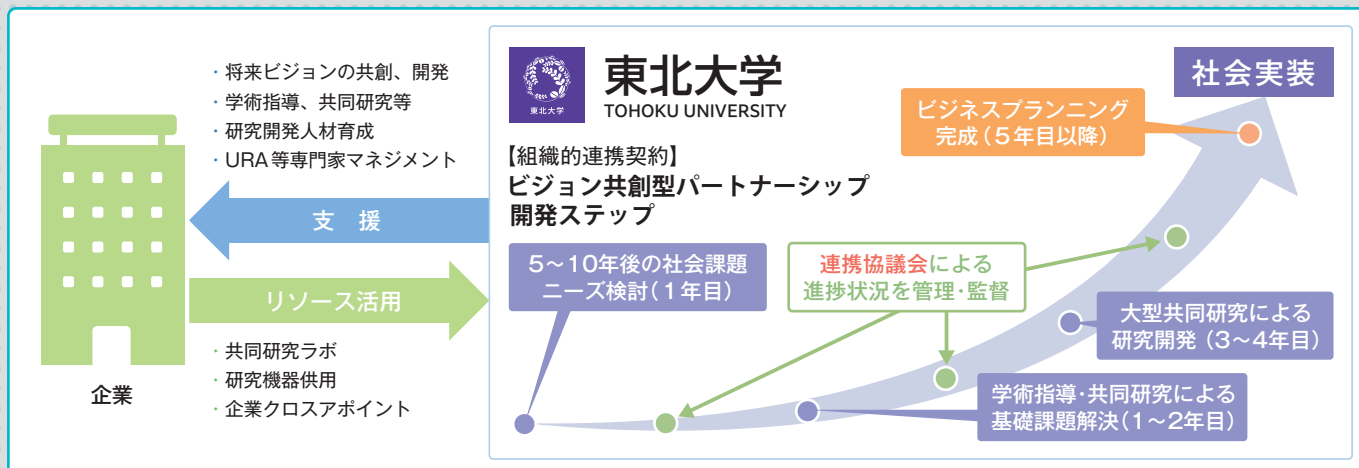 ・将来ビジョンの共創、開発
・学術指導、共同研究等
・研究開発人材育成
・URA等専門家マネジメント
支 援
リソース活用
・共同研究ラボ
・研究機器供用
・企業クロスアポイント
企業
東北大学
東北大学
TOHOKU UNIVERSITY
【組織的連携契約】
ビジョン共創型パートナーシップ
開発ステップ
5〜10年後の社会課題
ニーズ検討(1年目)
連携協議会による
進捗状況を管理・監督
学術指導・共同研究による
基礎課題解決(1〜2年目)
大型共同研究による
研究開発(3〜4年目)
ビジネスプランニング
完成(5年目以降)
社会実装